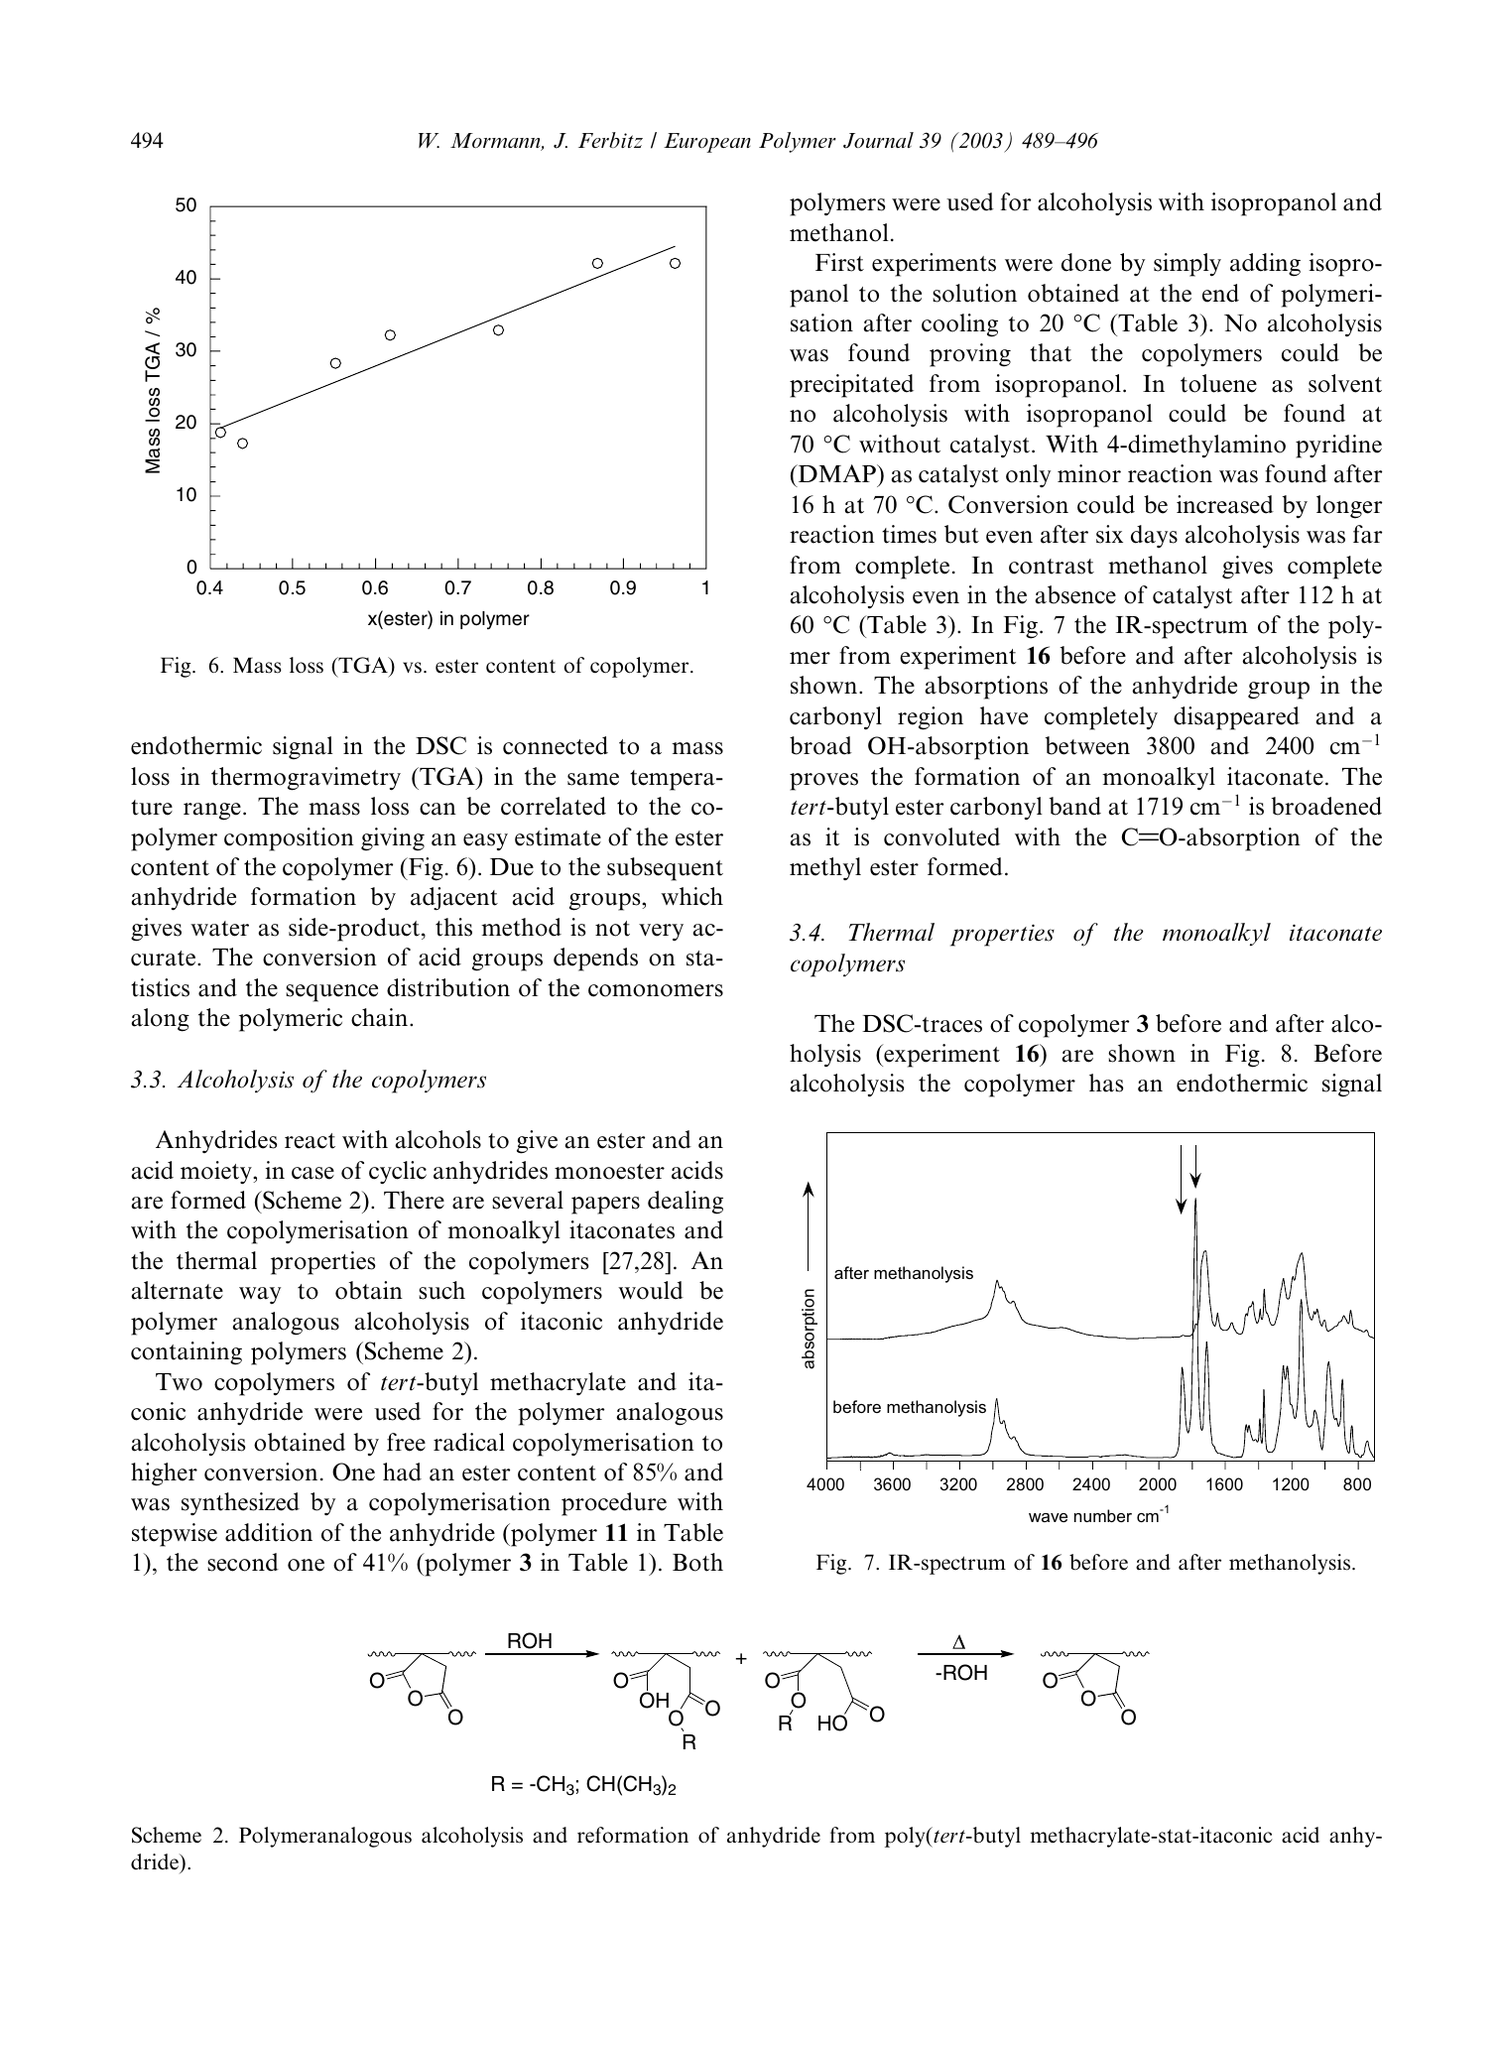 494
W. Mormann, J. Ferbitz / European Polymer Journal 39 (2003) 489–496
50
40
30
20
10
0
Mass loss TGA / %
0.4 0.5 0.6 0.7 0.8 0.9 1
x(ester) in polymer
Fig. 6. Mass loss (TGA) vs. ester content of copolymer.
endothermic signal in the DSC is connected to a mass
loss in thermogravimetry (TGA) in the same tempera-
ture range. The mass loss can be correlated to the co-
polymer composition giving an easy estimate of the ester
content of the copolymer (Fig. 6). Due to the subsequent
anhydride formation by adjacent acid groups, which
gives water as side-product, this method is not very ac-
curate. The conversion of acid groups depends on sta-
tistics and the sequence distribution of the comonomers
along the polymeric chain.
3.3. Alcoholysis of the copolymers
Anhydrides react with alcohols to give an ester and an
acid moiety, in case of cyclic anhydrides monoester acids
are formed (Scheme 2). There are several papers dealing
with the copolymerisation of monoalkyl itaconates and
the thermal properties of the copolymers [27,28]. An
alternate way to obtain such copolymers would be
polymer analogous alcoholysis of itaconic anhydride
containing polymers (Scheme 2).
Two copolymers of tert-butyl methacrylate and ita-
conic anhydride were used for the polymer analogous
alcoholysis obtained by free radical copolymerisation to
higher conversion. One had an ester content of 85% and
was synthesized by a copolymerisation procedure with
stepwise addition of the anhydride (polymer 11 in Table
1), the second one of 41% (polymer 3 in Table 1). Both
polymers were used for alcoholysis with isopropanol and
methanol.
First experiments were done by simply adding isopro-
panol to the solution obtained at the end of polymeri-
sation after cooling to 20 °C (Table 3). No alcoholysis
was found proving that the copolymers could be
precipitated from isopropanol. In toluene as solvent
no alcoholysis with isopropanol could be found at
70 °C without catalyst. With 4-dimethylamino pyridine
(DMAP) as catalyst only minor reaction was found after
16 h at 70 °C. Conversion could be increased by longer
reaction times but even after six days alcoholysis was far
from complete. In contrast methanol gives complete
alcoholysis even in the absence of catalyst after 112 h at
60 °C (Table 3). In Fig. 7 the IR-spectrum of the poly-
mer from experiment 16 before and after alcoholysis is
shown. The absorptions of the anhydride group in the
carbonyl region have completely disappeared and a
broad OH-absorption between 3800 and 2400 cm⁻¹
proves the formation of an monoalkyl itaconate. The
tert-butyl ester carbonyl band at 1719 cm⁻¹ is broadened
as it is convoluted with the C=O-absorption of the
methyl ester formed.
3.4. Thermal properties of the monoalkyl itaconate
copolymers
The DSC-traces of copolymer 3 before and after alco-
holysis (experiment 16) are shown in Fig. 8. Before
alcoholysis the copolymer has an endothermic signal
absorption
after methanolysis
before methanolysis
4000 3600 3200 2800 2400 2000 1600 1200 800
wave number cm⁻¹
Fig. 7. IR-spectrum of 16 before and after methanolysis.
O O O
ROH
O OH O O R
+
O O R HO O
Δ
-ROH
O O O
R = -CH₃; CH(CH₃)₂
Scheme 2. Polymeranalogous alcoholysis and reformation of anhydride from poly(tert-butyl methacrylate-stat-itaconic acid anhy-
dride).